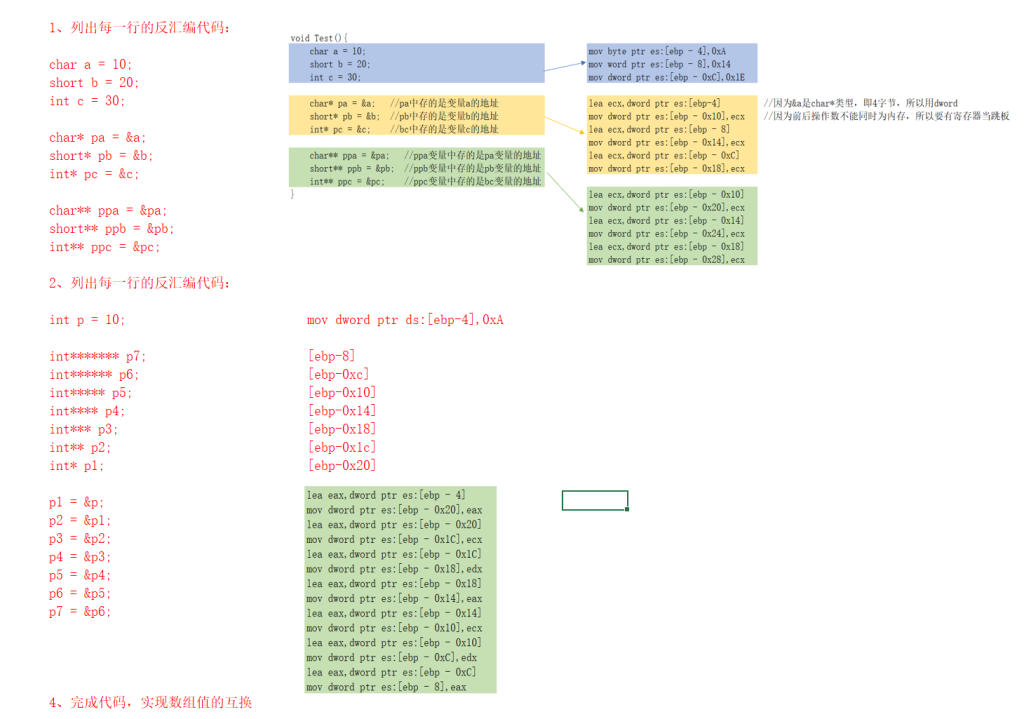 1、列出每一行的反汇编代码:
char a = 10;
short b = 20;
int c = 30;
char* pa = &a;
short* pb = &b;
int* pc = &c;
char** ppa = &pa;
short** ppb = &pb;
int** ppc = &pc;
void Test(){
char a = 10;
short b = 20;
int c = 30;
char* pa = &a; //pa中存的是变量a的地址
short* pb = &b; //pb中存的是变量b的地址
int* pc = &c; //bc中存的是变量c的地址
char** ppa = &pa; //ppa变量中存的是pa变量的地址
short** ppb = &pb; //ppb变量中存的是pb变量的地址
int** ppc = &pc; //ppc变量中存的是bc变量的地址
}
mov byte ptr es:[ebp - 4],0xA
mov word ptr es:[ebp - 8],0x14
mov dword ptr es:[ebp - 0xC],0x1E
lea ecx,dword ptr es:[ebp-4] //因为&a是char*类型，即4字节，所以用dword
mov dword ptr es:[ebp - 0x10],ecx //因为前后操作数不能同时为内存，所以要有寄存器当跳板
lea ecx,dword ptr es:[ebp - 8]
mov dword ptr es:[ebp - 0x14],ecx
lea ecx,dword ptr es:[ebp - 0xC]
mov dword ptr es:[ebp - 0x18],ecx
lea ecx,dword ptr es:[ebp - 0x10]
mov dword ptr es:[ebp - 0x20],ecx
lea ecx,dword ptr es:[ebp - 0x14]
mov dword ptr es:[ebp - 0x24],ecx
lea ecx,dword ptr es:[ebp - 0x18]
mov dword ptr es:[ebp - 0x28],ecx
2、列出每一行的反汇编代码:
int p = 10; mov dword ptr ds:[ebp-4],0xA
int******* p7; [ebp-8]
int****** p6; [ebp-0xc]
int***** p5; [ebp-0x10]
int**** p4; [ebp-0x14]
int*** p3; [ebp-0x18]
int** p2; [ebp-0x1c]
int* p1; [ebp-0x20]
p1 = &p;
p2 = &p1;
p3 = &p2;
p4 = &p3;
p5 = &p4;
p6 = &p5;
p7 = &p6;
lea eax,dword ptr es:[ebp - 4]
mov dword ptr es:[ebp - 0x20],eax
lea eax,dword ptr es:[ebp - 0x20]
mov dword ptr es:[ebp - 0x1C],ecx
lea eax,dword ptr es:[ebp - 0x1C]
mov dword ptr es:[ebp - 0x18],edx
lea eax,dword ptr es:[ebp - 0x18]
mov dword ptr es:[ebp - 0x14],eax
lea eax,dword ptr es:[ebp - 0x14]
mov dword ptr es:[ebp - 0x10],ecx
lea eax,dword ptr es:[ebp - 0x10]
mov dword ptr es:[ebp - 0xC],edx
lea eax,dword ptr es:[ebp - 0xC]
mov dword ptr es:[ebp - 8],eax
4、完成代码，实现数组值的互换